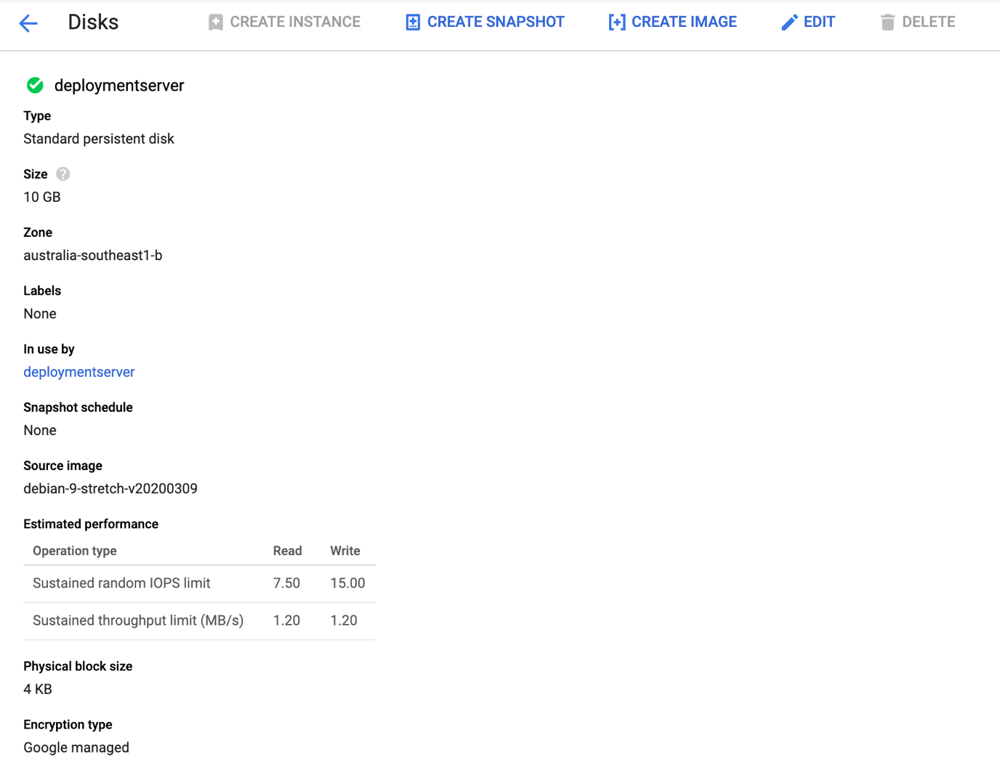 Disks CREATE INSTANCE CREATE SNAPSHOT CREATE IMAGE EDIT DELETE
deploymentserver
Type
Standard persistent disk
Size ?
10 GB
Zone
australia-southeast1-b
Labels
None
In use by
deploymentserver
Snapshot schedule
None
Source image
debian-9-stretch-v20200309
Estimated performance
Operation type Read Write
Sustained random IOPS limit 7.50 15.00
Sustained throughput limit (MB/s) 1.20 1.20
Physical block size
4 KB
Encryption type
Google managed